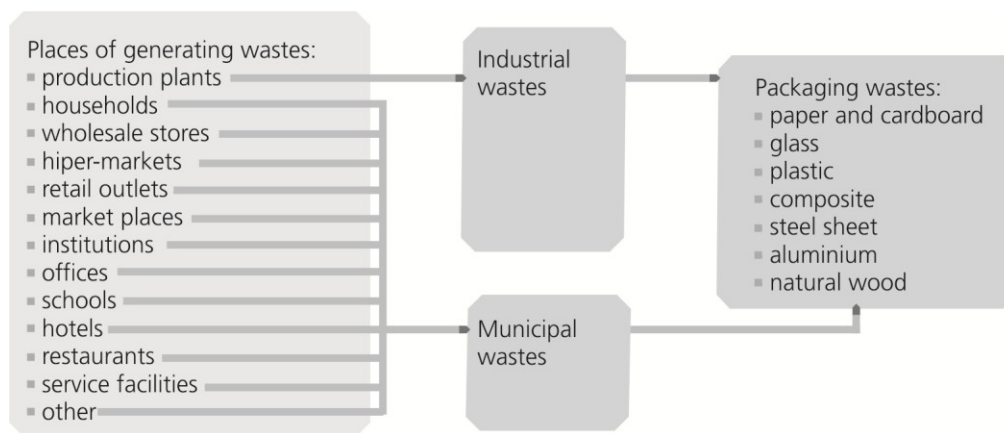 Places of generating wastes:
production plants
households
wholesale stores
hiper-markets
retail outlets
market places
institutions
offices
schools
hotels
restaurants
service facilities
other
Industrial
wastes
Municipal
wastes
Packaging wastes:
paper and cardboard
glass
plastic
composite
steel sheet
aluminium
natural wood